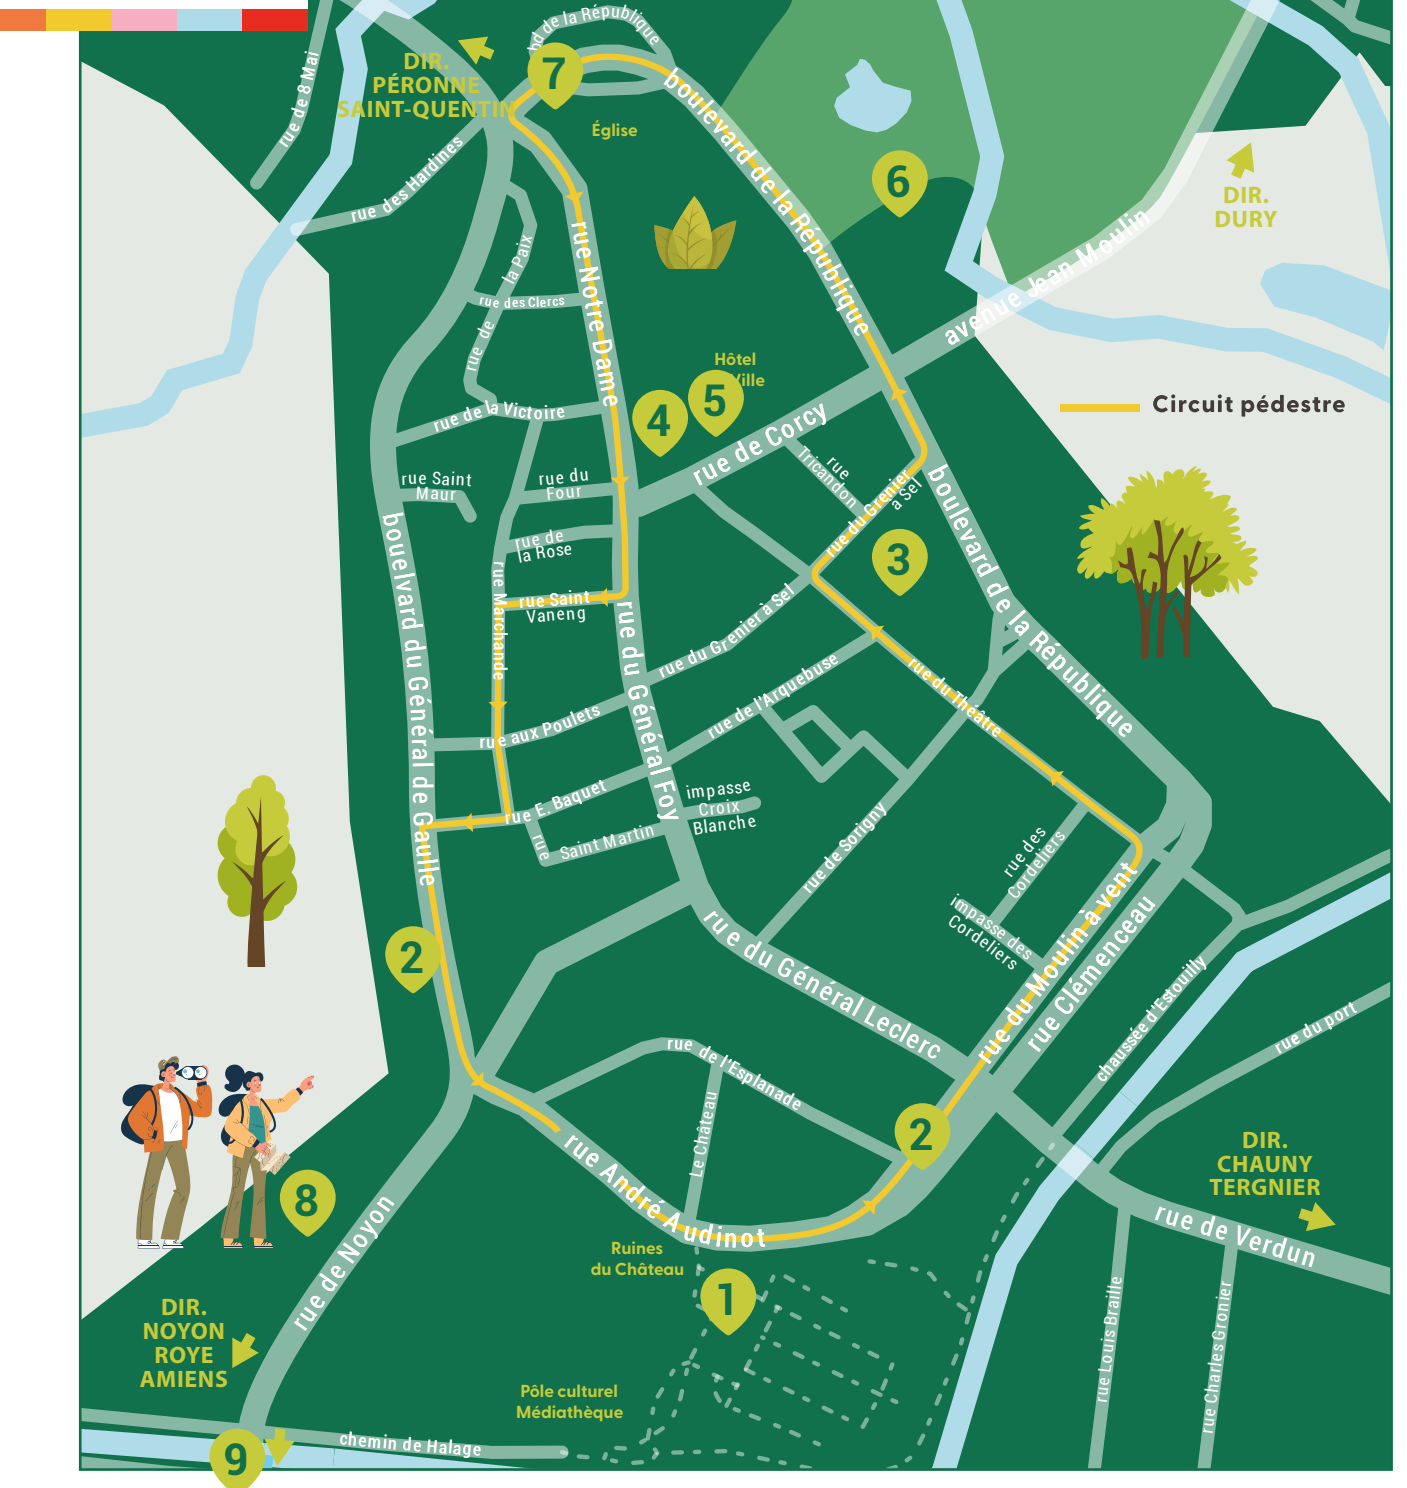 bd de la République
rue de 8 Mai
DIR.
PÉRONNE
SAINT-QUENTIN
7
Église
boulevard de la République
rue des Hardines
6
DIR.
DURY
rue de la Paix
rue des Clercs
rue Notre Dame
avenue Jean Moulin
Hôtel
Ville
4
5
Circuit pédestre
rue de la Victoire
rue de Corcy
rue Saint
Maur
rue du
Four
rue
Tricandon
rue du Grenier
à Sel
rue de
la Rose
3
boulevard de la République
bouelvard du Général de Gaulle
rue Marchande
rue Saint
Vaneng
rue du Général Foy
rue du Grenier à Sel
rue du Théâtre
rue de l'Arquebuse
rue aux Poulets
rue E. Baquet
impasse
Croix
Blanche
rue Saint Martin
rue de Sorigny
rue des
Cordeliers
impasse des
Cordeliers
2
rue du Général Leclerc
rue du Moulin à vent
rue Clémenceau
chaussée d'Estouilly
rue du port
rue de l'Esplanade
Le Château
2
rue André Audinot
DIR.
CHAUNY
TERGNIER
rue de Verdun
8
rue de Noyon
Ruines
du Château
1
rue Louis Braille
rue Charles Gronier
DIR.
NOYON
ROYE
AMIENS
Pôle culturel
Médiathèque
chemin de Halage
9